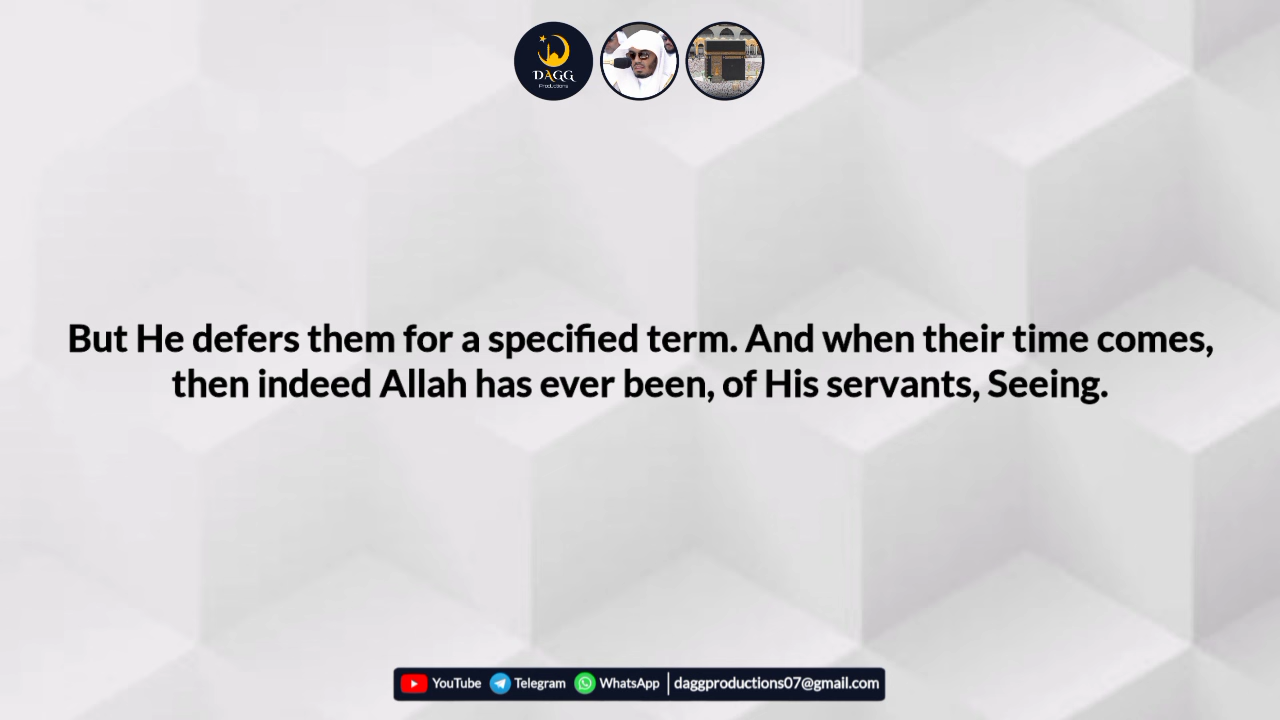 DAGG
Productions
But He defers them for a specified term. And when their time comes,
then indeed Allah has ever been, of His servants, Seeing.
YouTube Telegram WhatsApp | daggproductions07@gmail.com